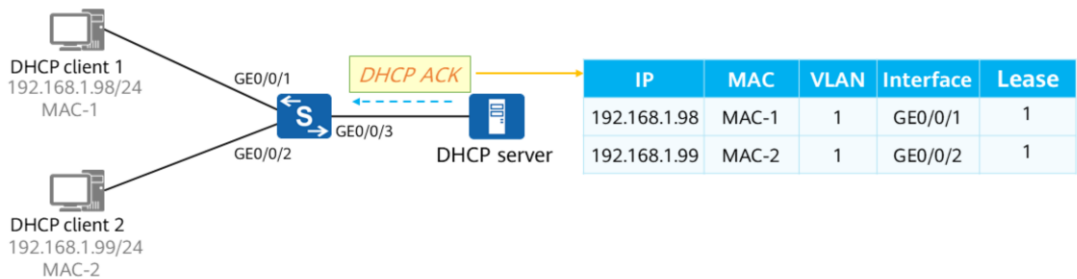 DHCP client 1
192.168.1.98/24
MAC-1
GE0/0/1
GE0/0/2
S
GE0/0/3
DHCP ACK
DHCP server
DHCP client 2
192.168.1.99/24
MAC-2
IP MAC VLAN Interface Lease
192.168.1.98 MAC-1 1 GE0/0/1 1
192.168.1.99 MAC-2 1 GE0/0/2 1